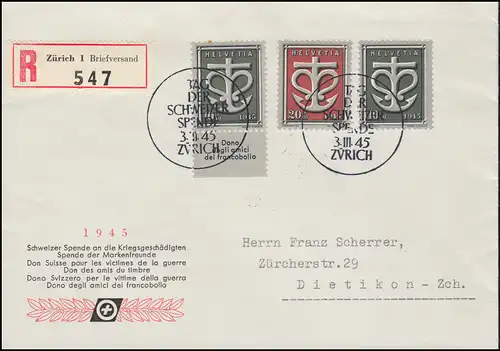 R
Zürich 1 Briefversand
547
HELVETIA
HELVETIA
HELVETIA
20
1945
1945
TAG
DER
SCHWEIZER
SPENDE
3.III.45
ZVRICH
TAG
DER
SPENDE
3.III.45
ZVRICH
Dono
degli amici
del francobollo
1945
Schweizer Spende an die Kriegsgeschädigten
Spende der Markenfreunde
Don Suisse pour les victimes de la guerre
Don des amis du timbre
Dono Svizzero per le vittime della guerra
Dono degli amici del francobollo
Herrn Franz Scherrer,
Zürcherstr.29
Dietikon-Zch.